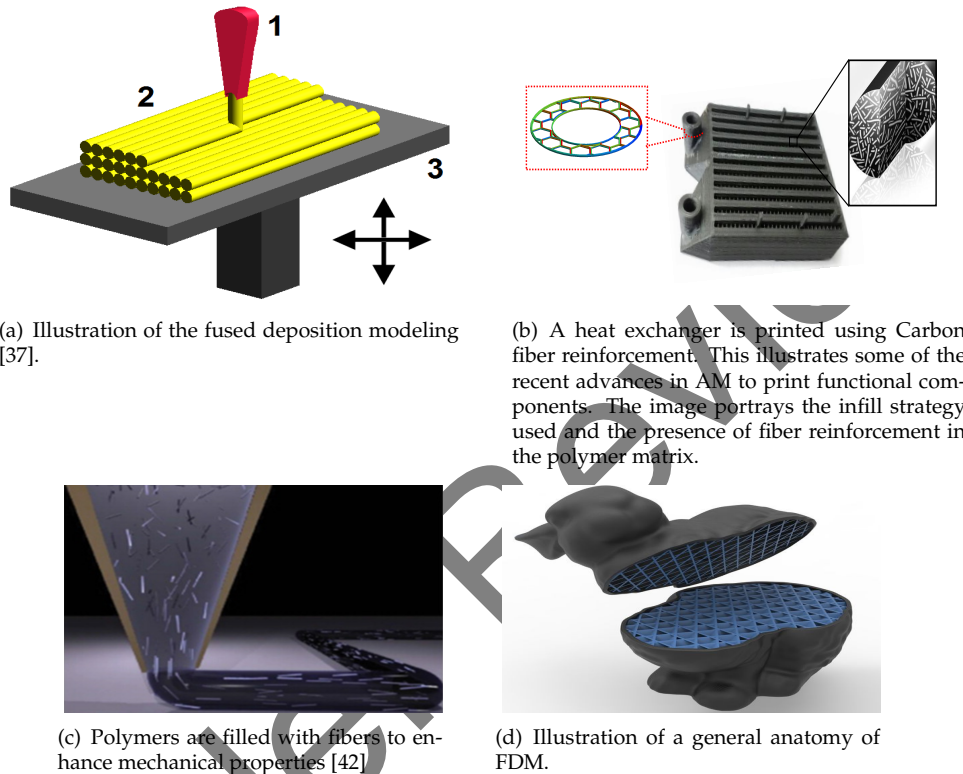 1
2
3
(a) Illustration of the fused deposition modeling
[37].
(b) A heat exchanger is printed using Carbon
fiber reinforcement. This illustrates some of the
recent advances in AM to print functional com-
ponents. The image portrays the infill strategy
used and the presence of fiber reinforcement in
the polymer matrix.
(c) Polymers are filled with fibers to en-
hance mechanical properties [42]
(d) Illustration of a general anatomy of
FDM.